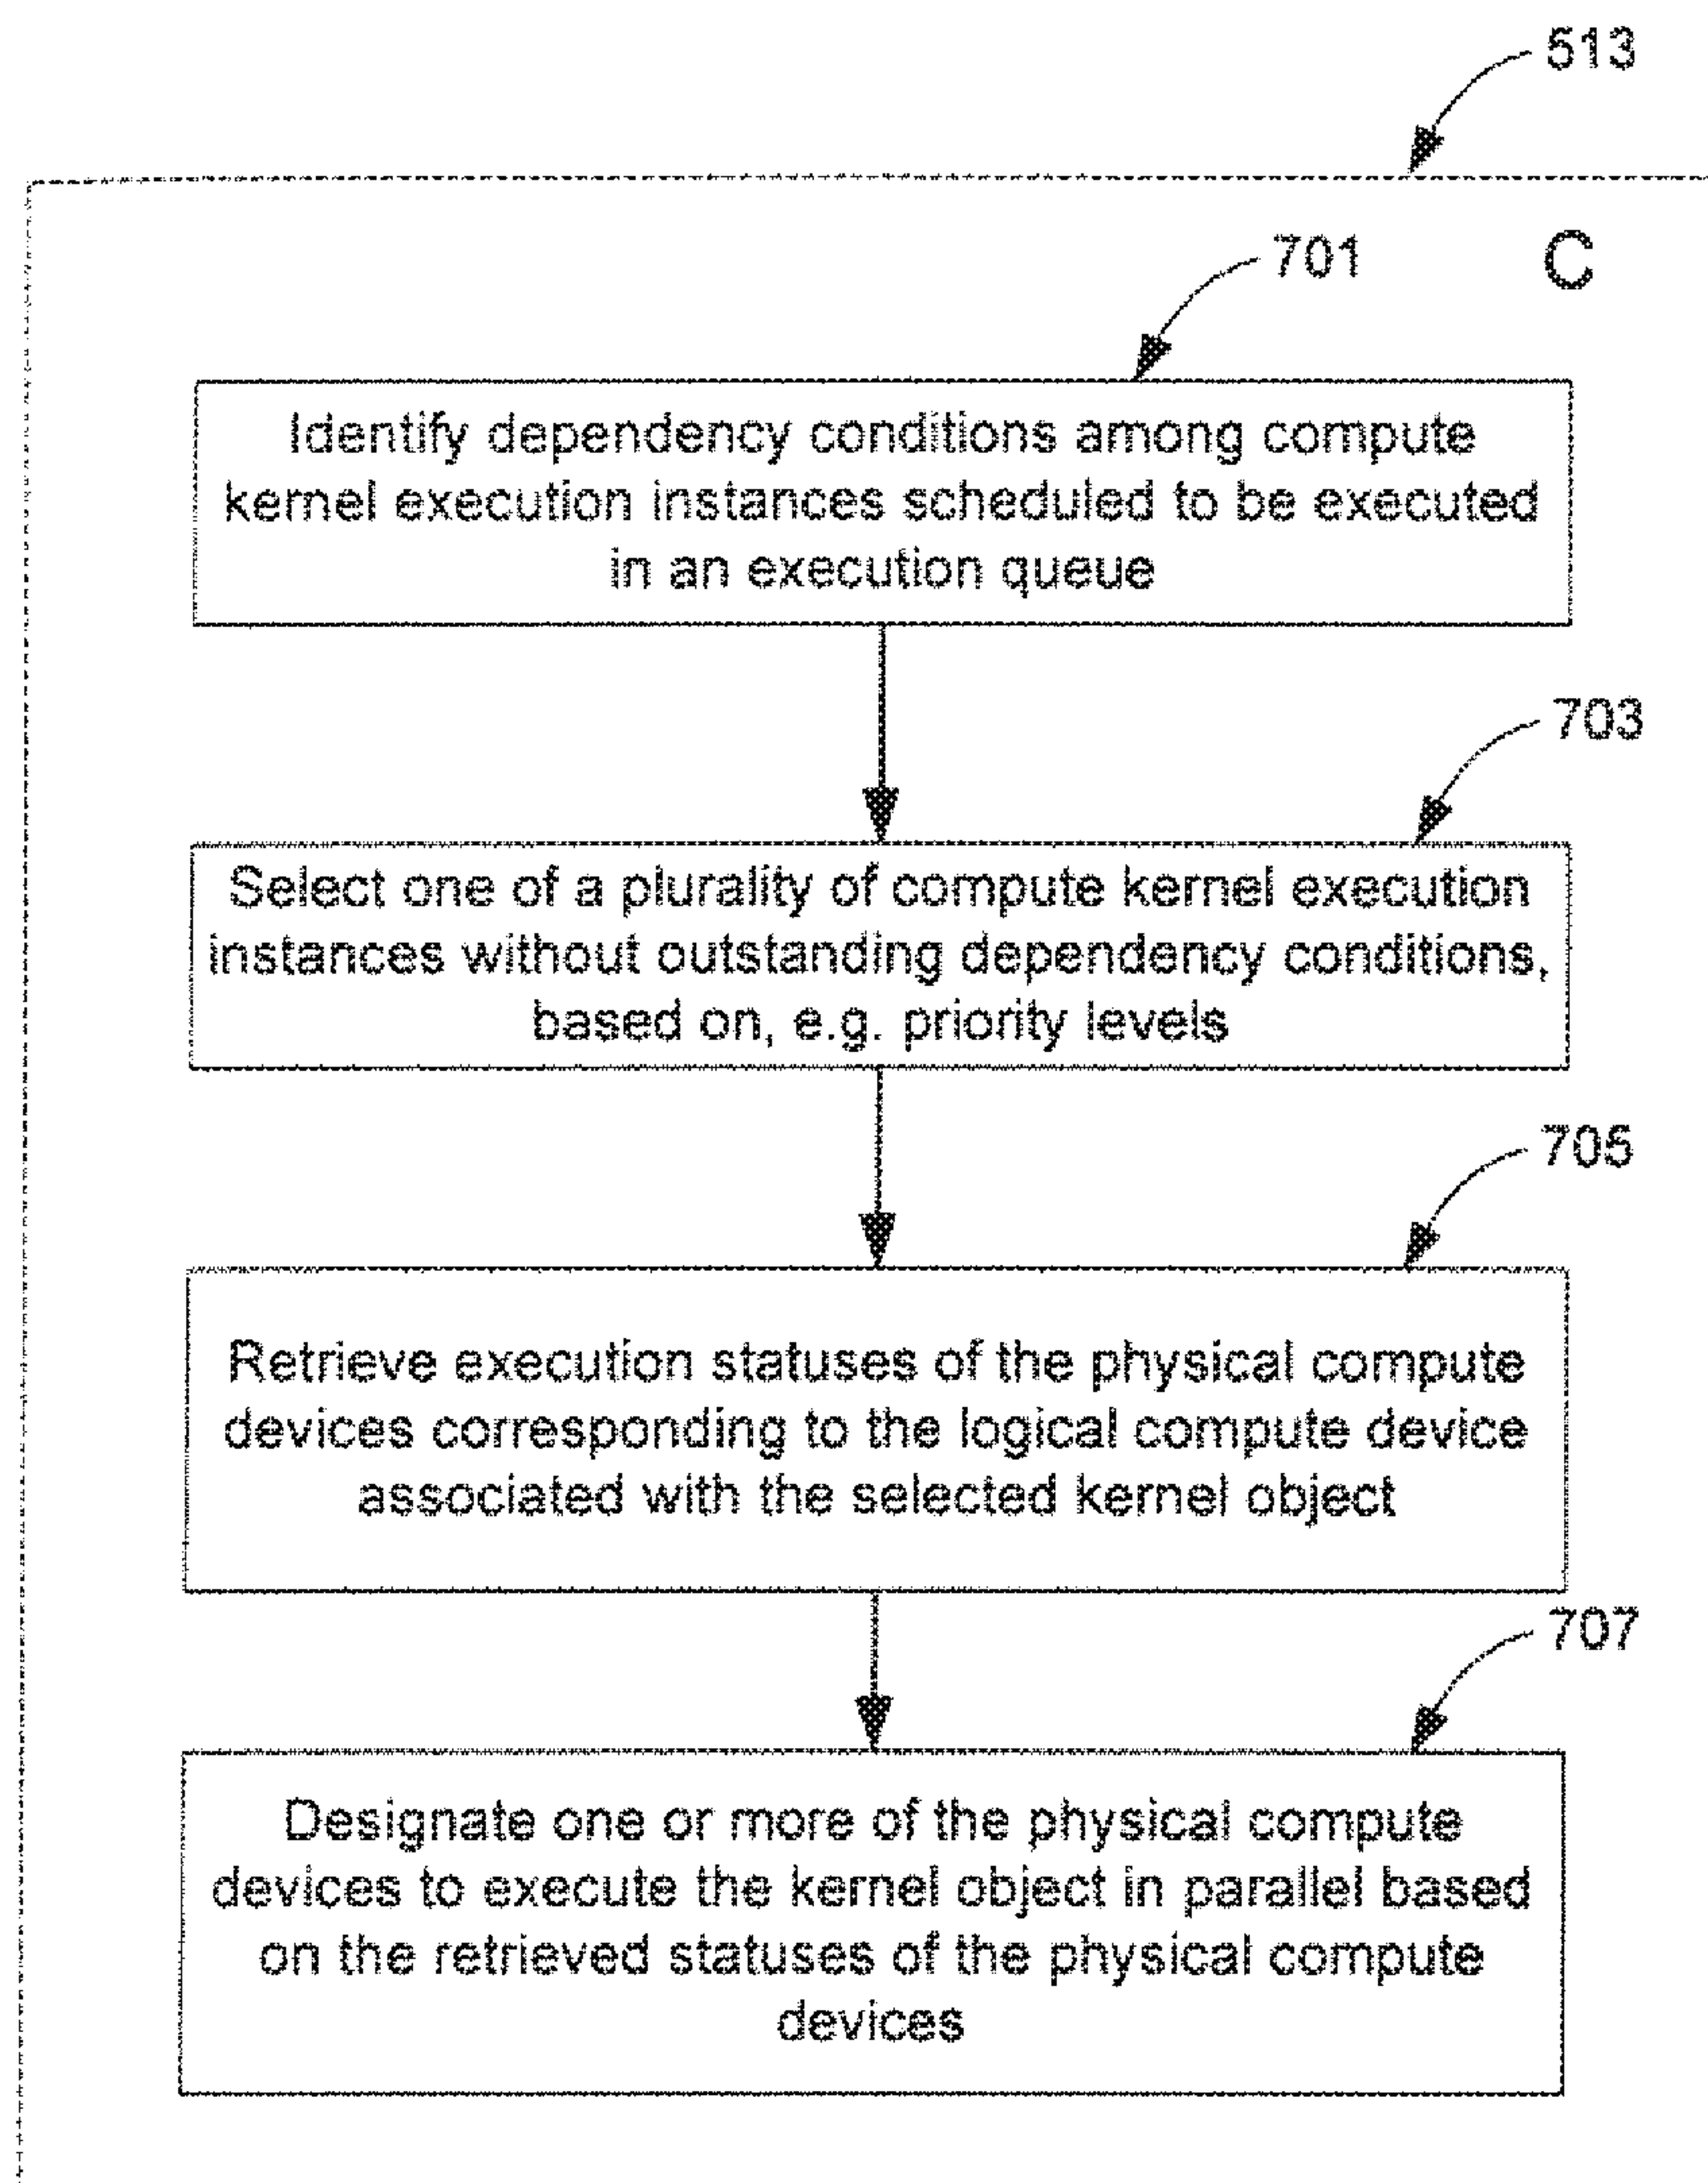 513
C
701
Identify dependency conditions among compute
kernel execution instances scheduled to be executed
in an execution queue
703
Select one of a plurality of compute kernel execution
instances without outstanding dependency conditions,
based on, e.g. priority levels
705
Retrieve execution statuses of the physical compute
devices corresponding to the logical compute device
associated with the selected kernel object
707
Designate one or more of the physical compute
devices to execute the kernel object in parallel based
on the retrieved statuses of the physical compute
devices